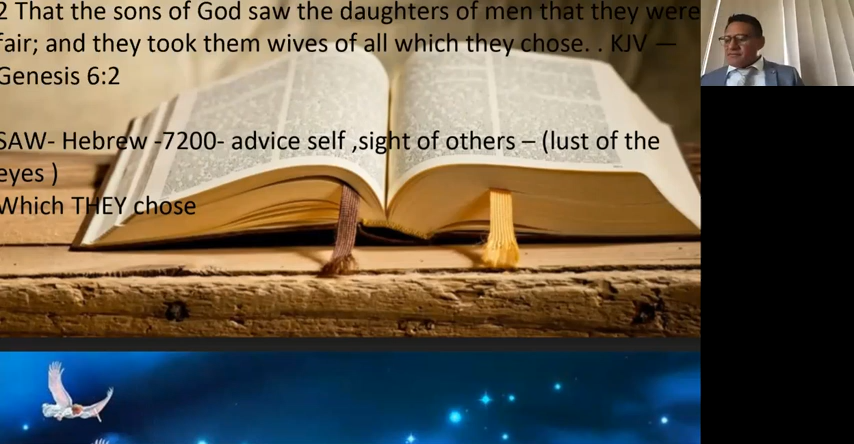 2 That the sons of God saw the daughters of men that they were
fair; and they took them wives of all which they chose. . KJV —
Genesis 6:2
SAW- Hebrew -7200- advice self ,sight of others – (lust of the
eyes )
Which THEY chose